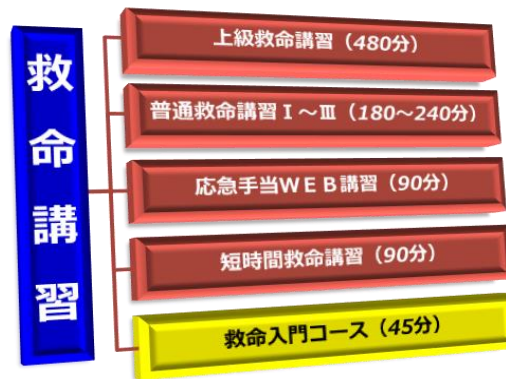 救命講習
上級救命講習（480分）
普通救命講習Ⅰ～Ⅲ（180～240分）
応急手当ＷＥＢ講習（90分）
短時間救命講習（90分）
救命入門コース（45分）